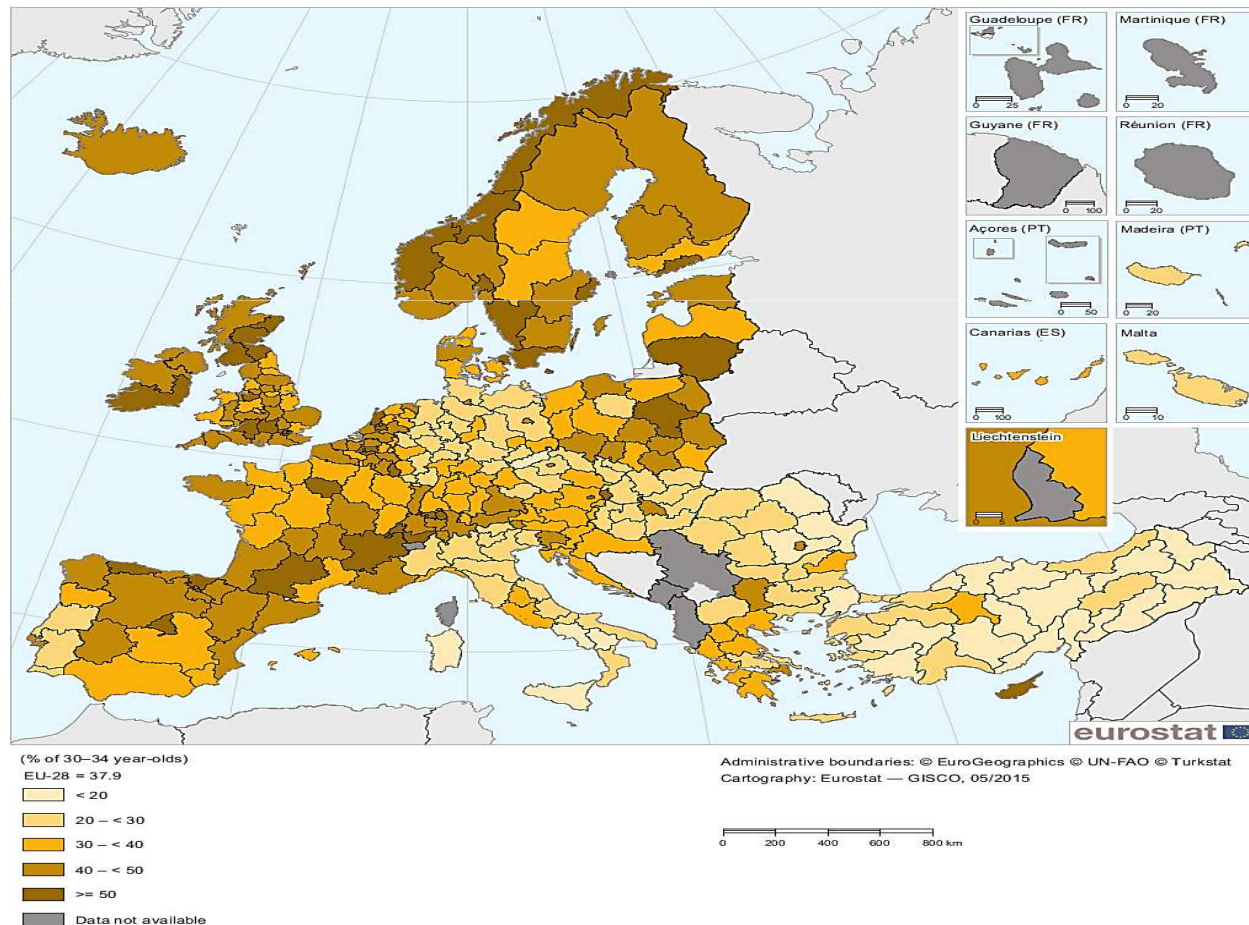 Guadeloupe (FR)
0 25
Martinique (FR)
0 20
Guyane (FR)
0 100
Réunion (FR)
0 20
Açores (PT)
0 50
Madeira (PT)
0 20
Canarias (ES)
0 100
Malta
0 10
Liechtenstein
0 5
eurostat
(% of 30–34 year-olds)
EU-28 = 37.9
< 20
20 – < 30
30 – < 40
40 – < 50
>= 50
Data not available
Administrative boundaries: © EuroGeographics © UN-FAO © Turkstat
Cartography: Eurostat — GISCO, 05/2015
0 200 400 600 800 km